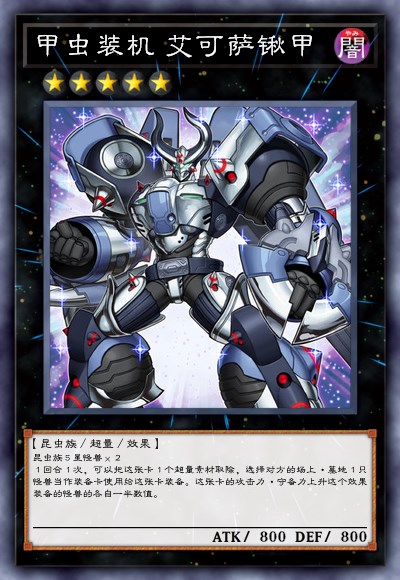 甲虫装机 艾可萨锹甲
やみ
闇
【昆虫族／超量／效果】
昆虫族５星怪兽×２
１回合１次，可以把这张卡１个超量素材取除，选择对方的场上·墓地１只
怪兽当作装备卡使用给这张卡装备。这张卡的攻击力·守备力上升这个效果
装备的怪兽的各自一半数值。
ATK/ 800 DEF/ 800